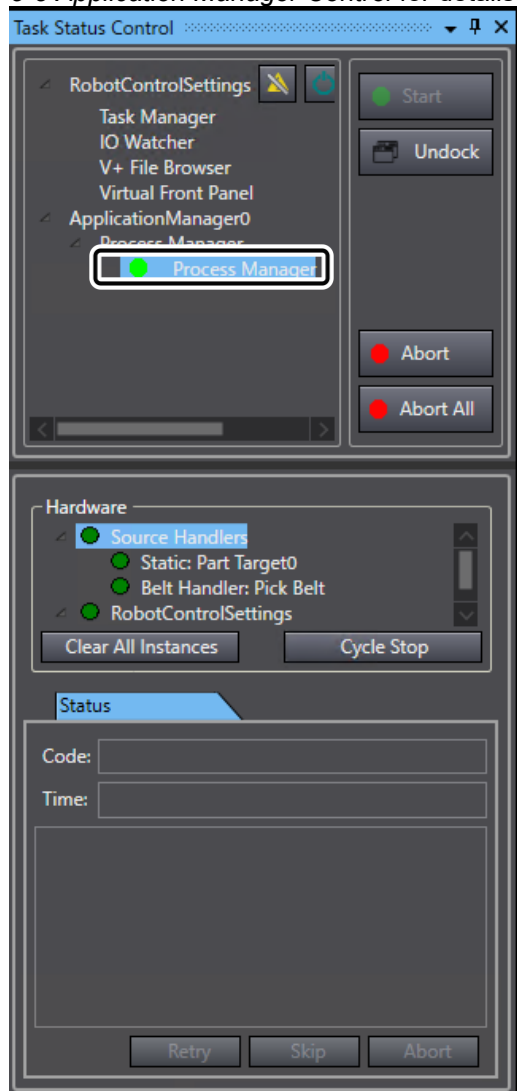 Task Status Control
RobotControlSettings
Start
Task Manager
IO Watcher
Undock
V+ File Browser
Virtual Front Panel
ApplicationManager0
Process Manager
Process Manager
Abort
Abort All
Hardware
Source Handlers
Static: Part Target0
Belt Handler: Pick Belt
RobotControlSettings
Clear All Instances
Cycle Stop
Status
Code:
Time:
Retry
Skip
Abort